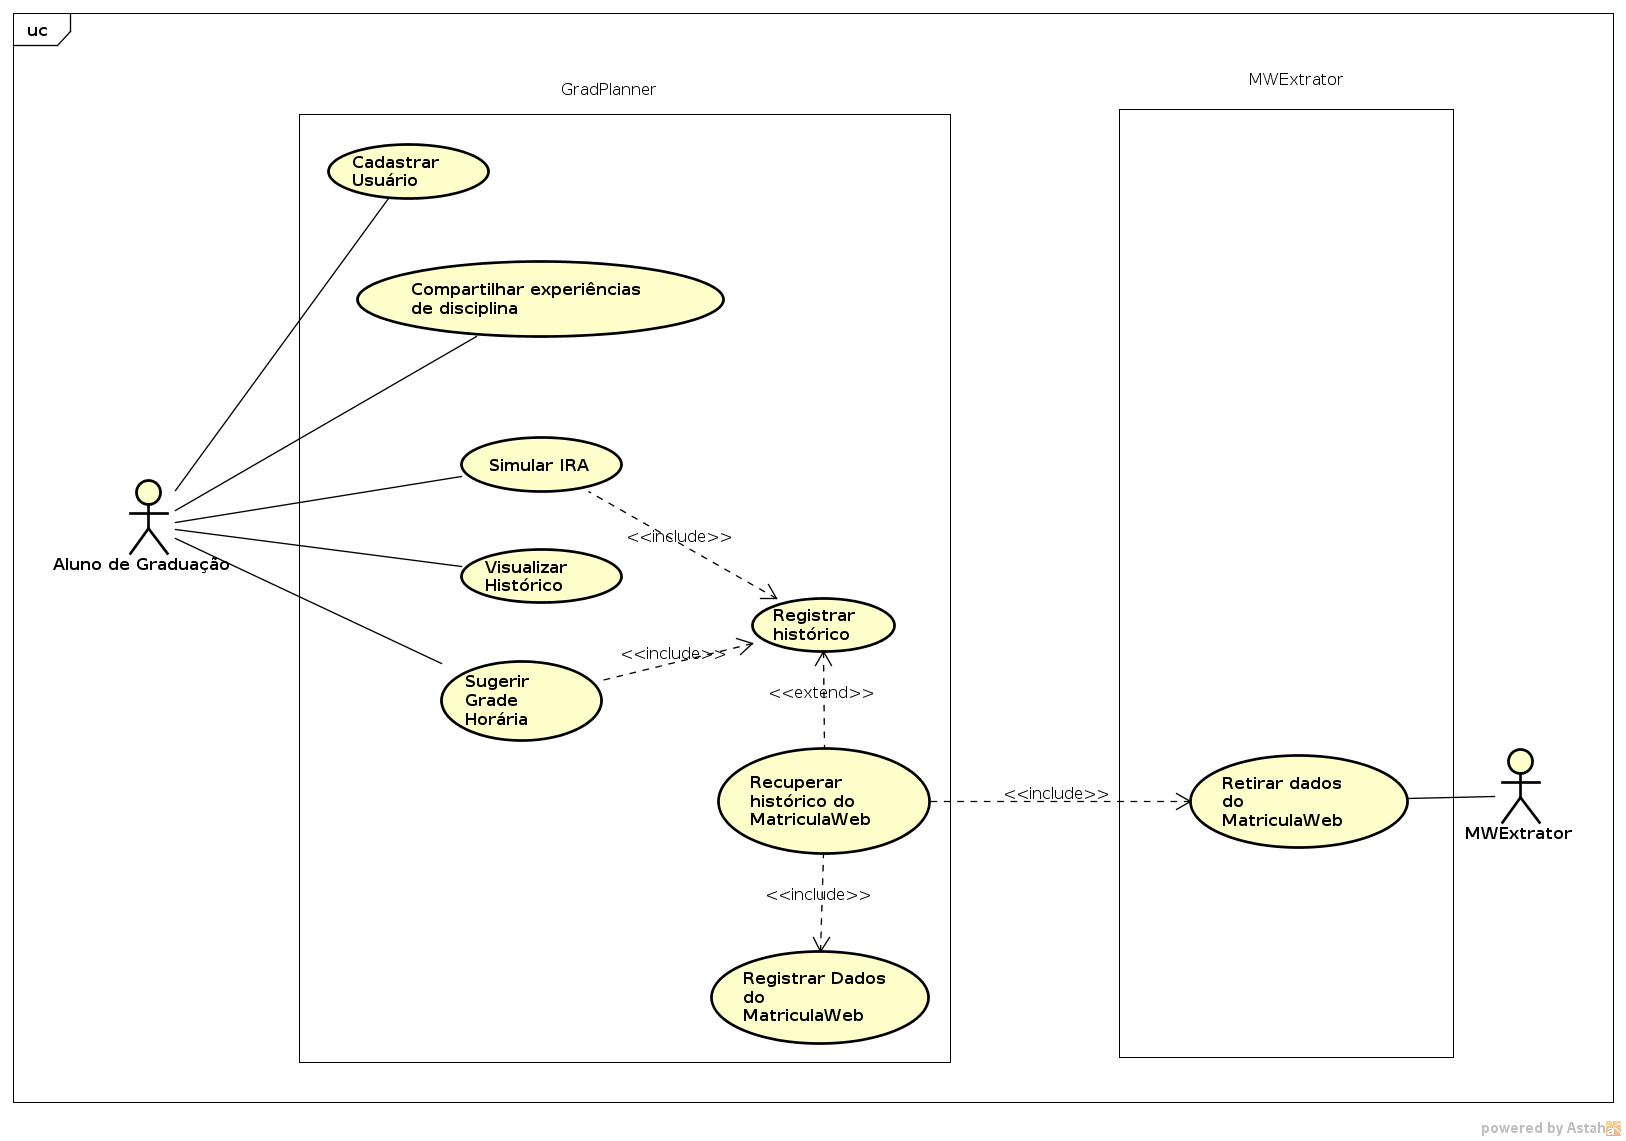 uc
GradPlanner
MWExtrator
Cadastrar
Usuário
Compartilhar experiências
de disciplina
Simular IRA
<<include>>
Aluno de Graduação
Visualizar
Histórico
Registrar
histórico
<<include>>
Sugerir
Grade
Horária
<<extend>>
Recuperar
histórico do
MatriculaWeb
<<include>>
Retirar dados
do
MatriculaWeb
MWExtrator
<<include>>
Registrar Dados
do
MatriculaWeb
powered by Astah